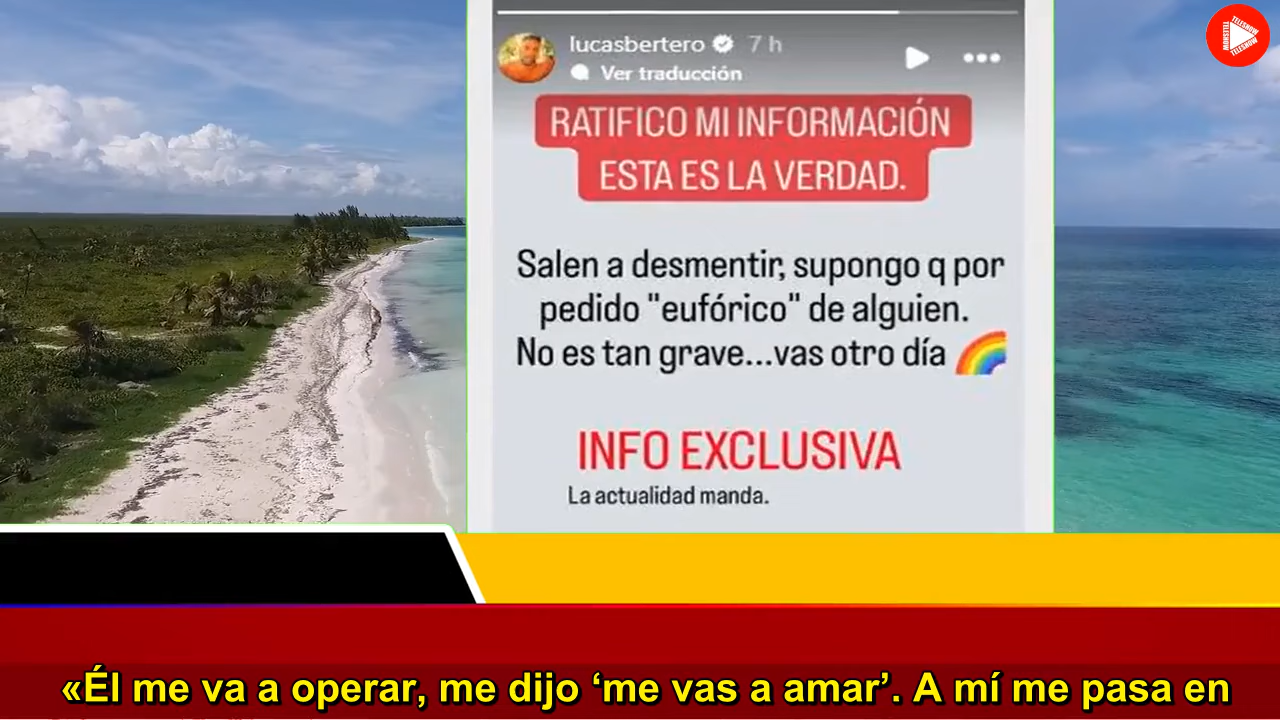 lucasbertero 7 h
Ver traducción
RATIFICO MI INFORMACIÓN
ESTA ES LA VERDAD.
Salen a desmentir, supongo q por
pedido "eufórico" de alguien.
No es tan grave...vas otro día 🌈
INFO EXCLUSIVA
La actualidad manda.
«Él me va a operar, me dijo ‘me vas a amar’. A mí me pasa en
TELESHOW
TELESHOW